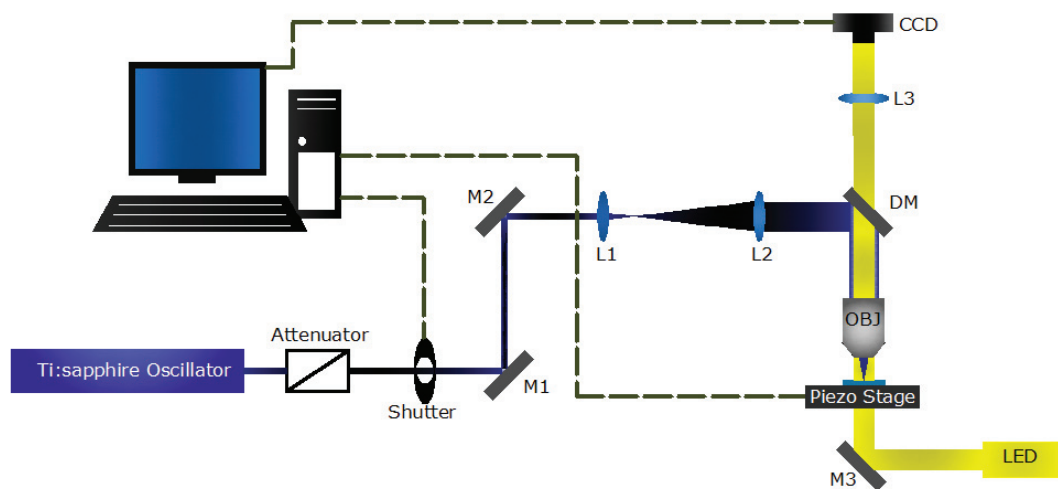 CCD
L3
M2
DM
L1
L2
OBJ
Attenuator
Ti:sapphire Oscillator
M1
Piezo Stage
Shutter
LED
M3